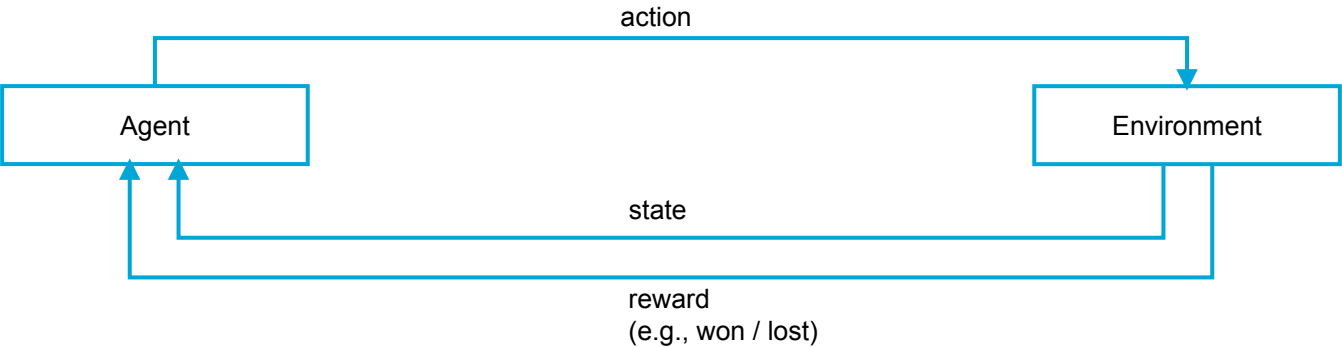 action
Agent
Environment
state
reward
(e.g., won / lost)